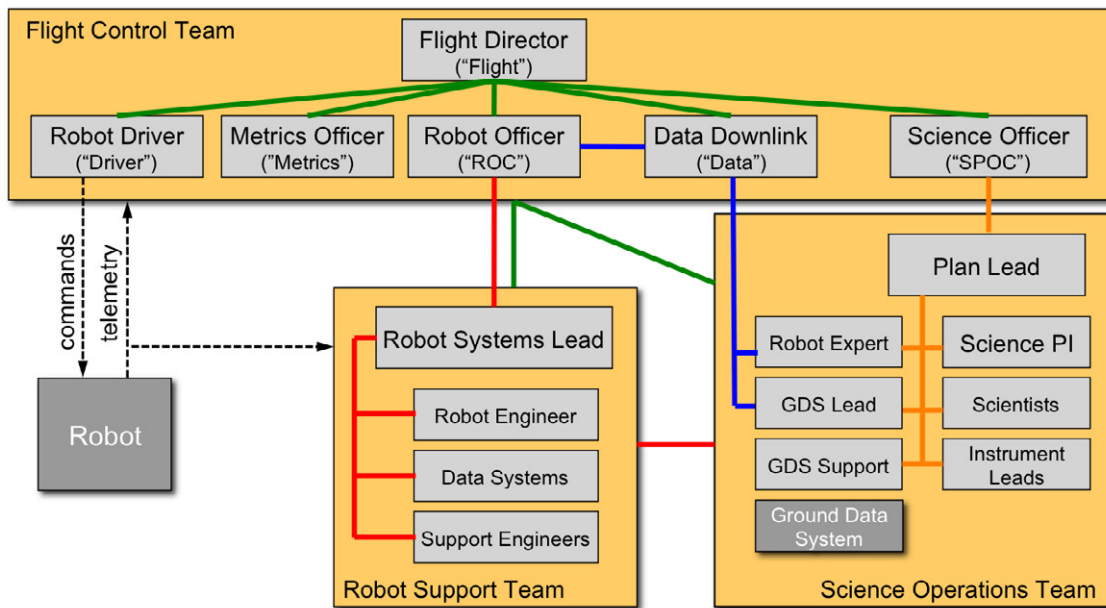 Flight Control Team
Flight Director
(“Flight”)
Robot Driver
(“Driver”)
Metrics Officer
(”Metrics”)
Robot Officer
(“ROC”)
Data Downlink
(“Data”)
Science Officer
(“SPOC”)
commands
telemetry
Robot
Robot Systems Lead
Robot Engineer
Data Systems
Support Engineers
Robot Support Team
Plan Lead
Robot Expert
Science PI
GDS Lead
Scientists
GDS Support
Instrument
Leads
Ground Data
System
Science Operations Team